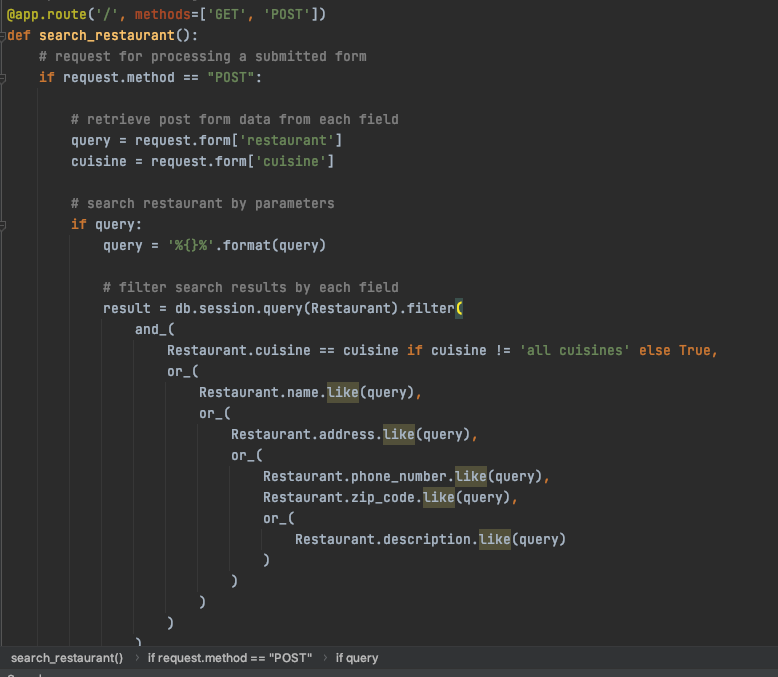 @app.route('/', methods=['GET', 'POST'])
def search_restaurant():
# request for processing a submitted form
if request.method == "POST":
# retrieve post form data from each field
query = request.form['restaurant']
cuisine = request.form['cuisine']
# search restaurant by parameters
if query:
query = '%{}%'.format(query)
# filter search results by each field
result = db.session.query(Restaurant).filter(
and_(
Restaurant.cuisine == cuisine if cuisine != 'all cuisines' else True,
or_(
Restaurant.name.like(query),
or_(
Restaurant.address.like(query),
or_(
Restaurant.phone_number.like(query),
Restaurant.zip_code.like(query),
or_(
Restaurant.description.like(query)
)
)
)
)
)
search_restaurant() › if request.method == "POST" › if query